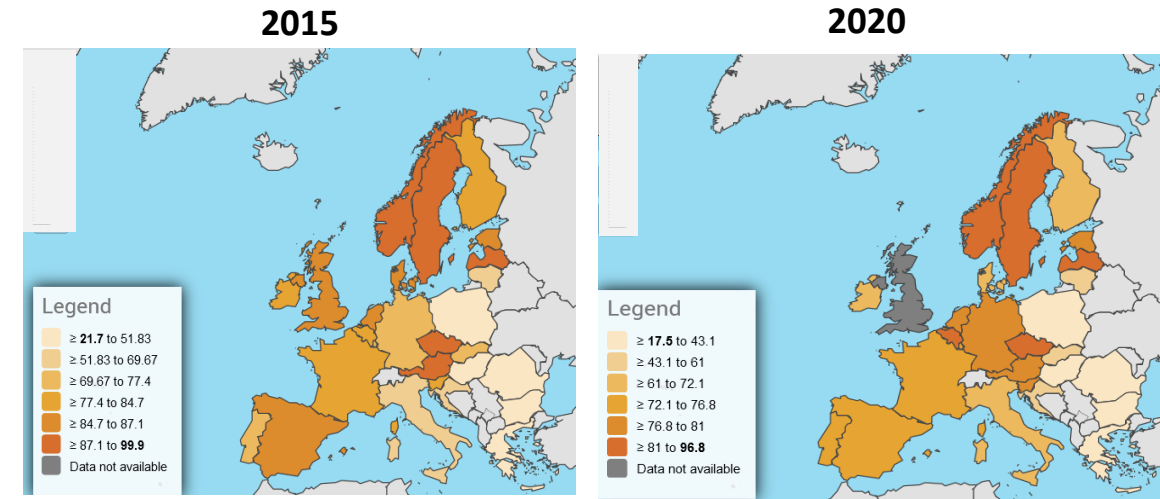 2015
2020
Legend
≥ 21.7 to 51.83
≥ 51.83 to 69.67
≥ 69.67 to 77.4
≥ 77.4 to 84.7
≥ 84.7 to 87.1
≥ 87.1 to 99.9
Data not available
Legend
≥ 17.5 to 43.1
≥ 43.1 to 61
≥ 61 to 72.1
≥ 72.1 to 76.8
≥ 76.8 to 81
≥ 81 to 96.8
Data not available